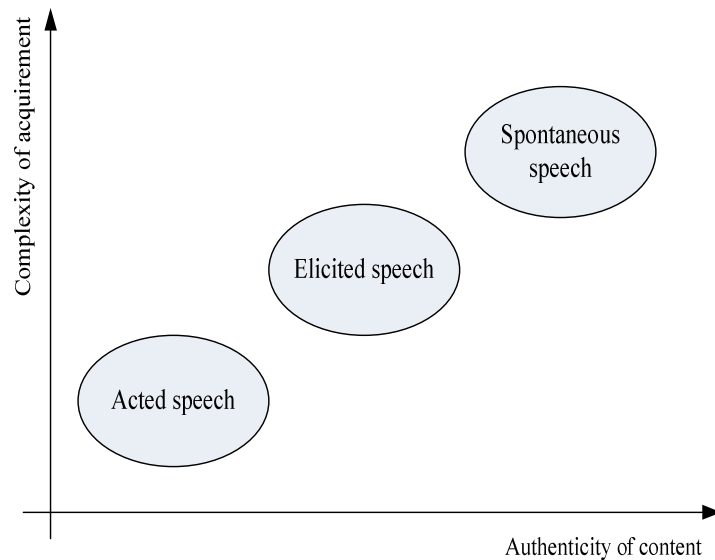 Complexity of acquirement
Spontaneous
speech
Elicited speech
Acted speech
Authenticity of content